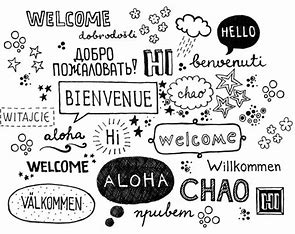 WELCOME
HELLO
dobrodošli
ДОБРО
ПОЖАЛОВАТЬ!
HI
benvenuti
BIENVENUE
chao
WITAJCIE
aloha
Hi
welcome
WELCOME
ALOHA
Willkommen
VÄLKOMMEN
CHAO
HI
привет